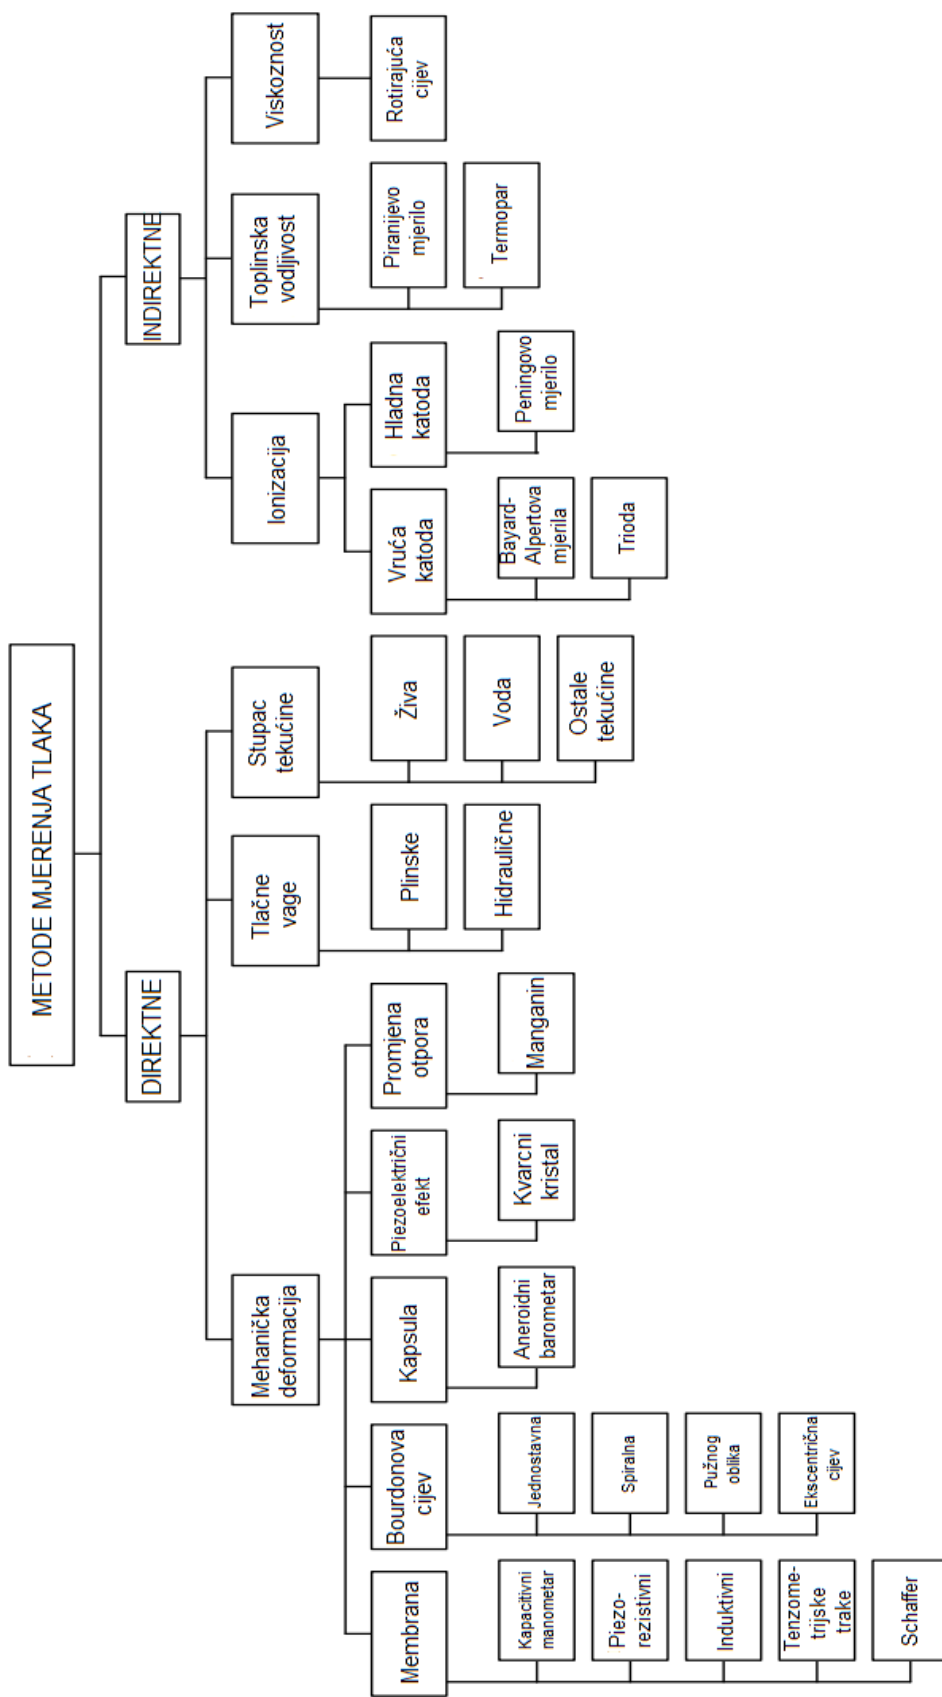 METODE MJERENJA TLAKA
DIREKTNE
INDIREKTNE
Mehanička
deformacija
Tlačne
vage
Stupac
tekućine
Ionizacija
Toplinska
vodljivost
Viskoznost
Membrana
Bourdonova
cijev
Kapsula
Piezoelektrični
efekt
Promjena
otpora
Plinske
Živa
Vruća
katoda
Hladna
katoda
Piranijevo
mjerilo
Rotirajuća
cijev
Hidraulične
Voda
Termopar
Kapacitivni
manometar
Jednostavna
Aneroidni
barometar
Kvarcni
kristal
Manganin
Bayard-
Alpertova
mjerila
Peningovo
mjerilo
Ostale
tekućine
Piezo-
rezistivni
Spiralna
Trioda
Induktivni
Pužnog
oblika
Tenzome-
trijske
trake
Ekscentrična
cijev
Schaffer